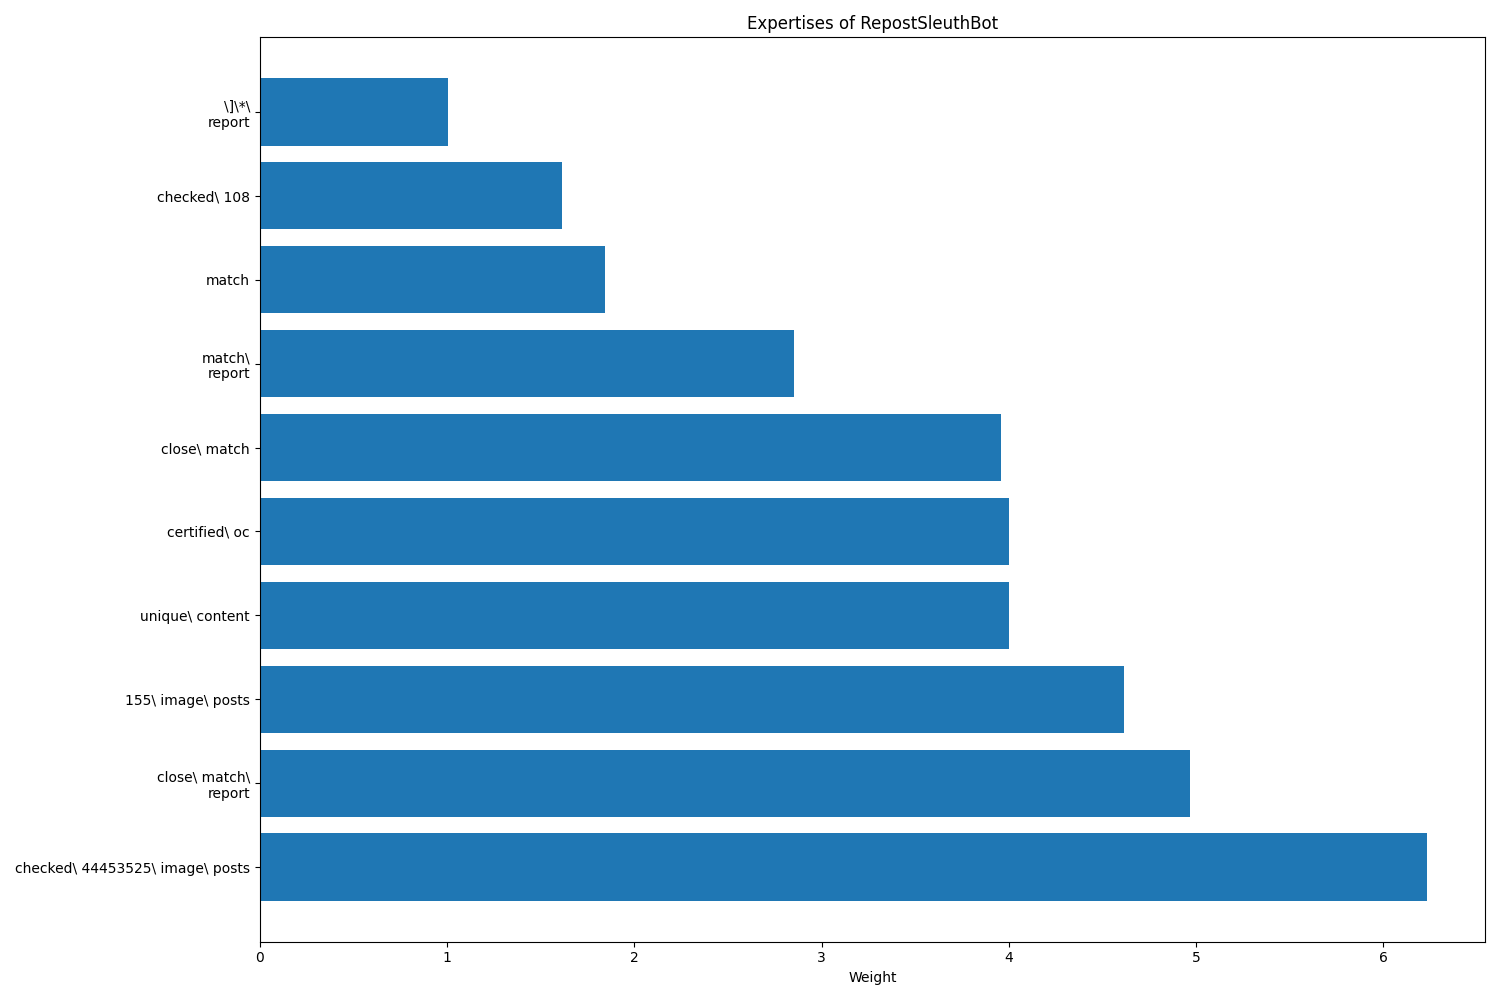 Expertises of RepostSleuthBot
\]\*\
report
checked\ 108
match
match\
report
close\ match
certified\ oc
unique\ content
155\ image\ posts
close\ match\
report
checked\ 44453525\ image\ posts
0 1 2 3 4 5 6
Weight